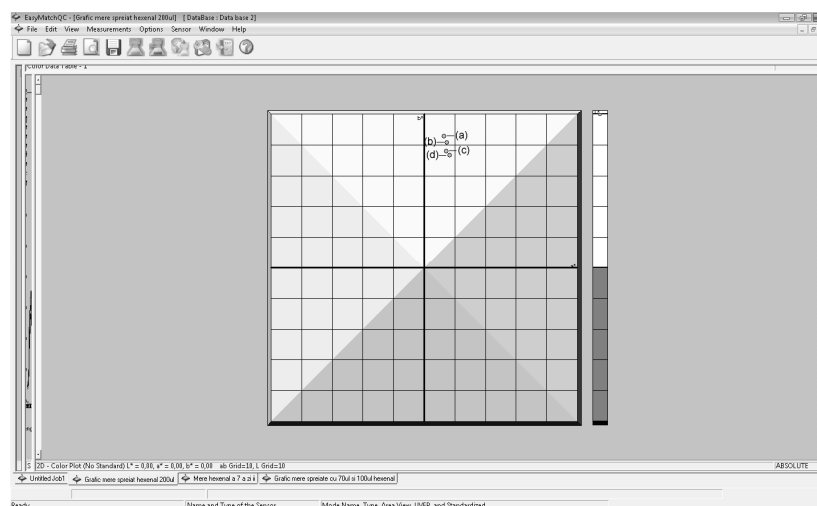 EasyMatchQC - [Grafic mere spreiat hexenal 200ul] [ DataBase : Data base 2]
File Edit View Measurements Options Sensor Window Help
Color Data Table - 1
b*
(a)
(b)
(c)
(d)
a*
S 2D - Color Plot (No Standard) L* = 0,00, a* = 0,00, b* = 0,00 ab Grid=10, L Grid=10
ABSOLUTE
Untitled Job1 Grafic mere spreiat hexenal 200ul Mere hexenal a 7 a zi ii Grafic mere spreiate cu 70ul si 100ul hexenal
Ready
Name and Type of the Sensor
Mode Name, Type, Area View, UVFP, and Standardized